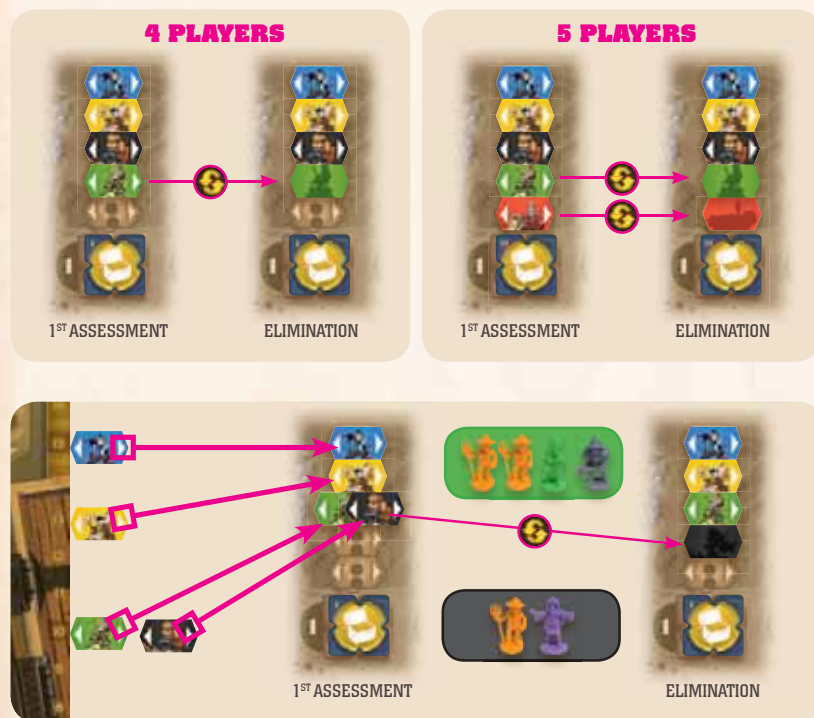 4 PLAYERS
1ST ASSESSMENT ELIMINATION
5 PLAYERS
1ST ASSESSMENT ELIMINATION
1ST ASSESSMENT ELIMINATION